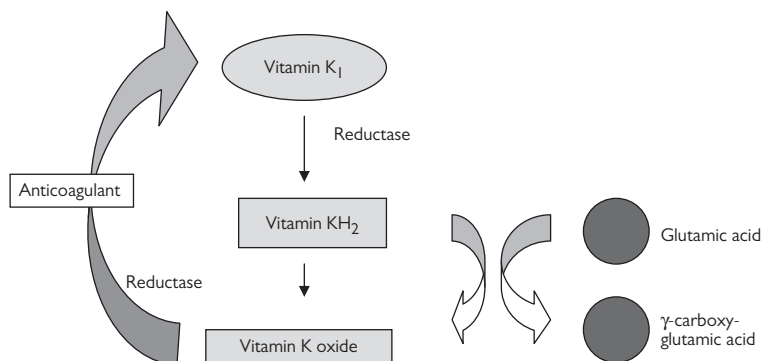 Vitamin K₁
Reductase
Anticoagulant
Vitamin KH₂
Glutamic acid
Reductase
γ-carboxy-
glutamic acid
Vitamin K oxide